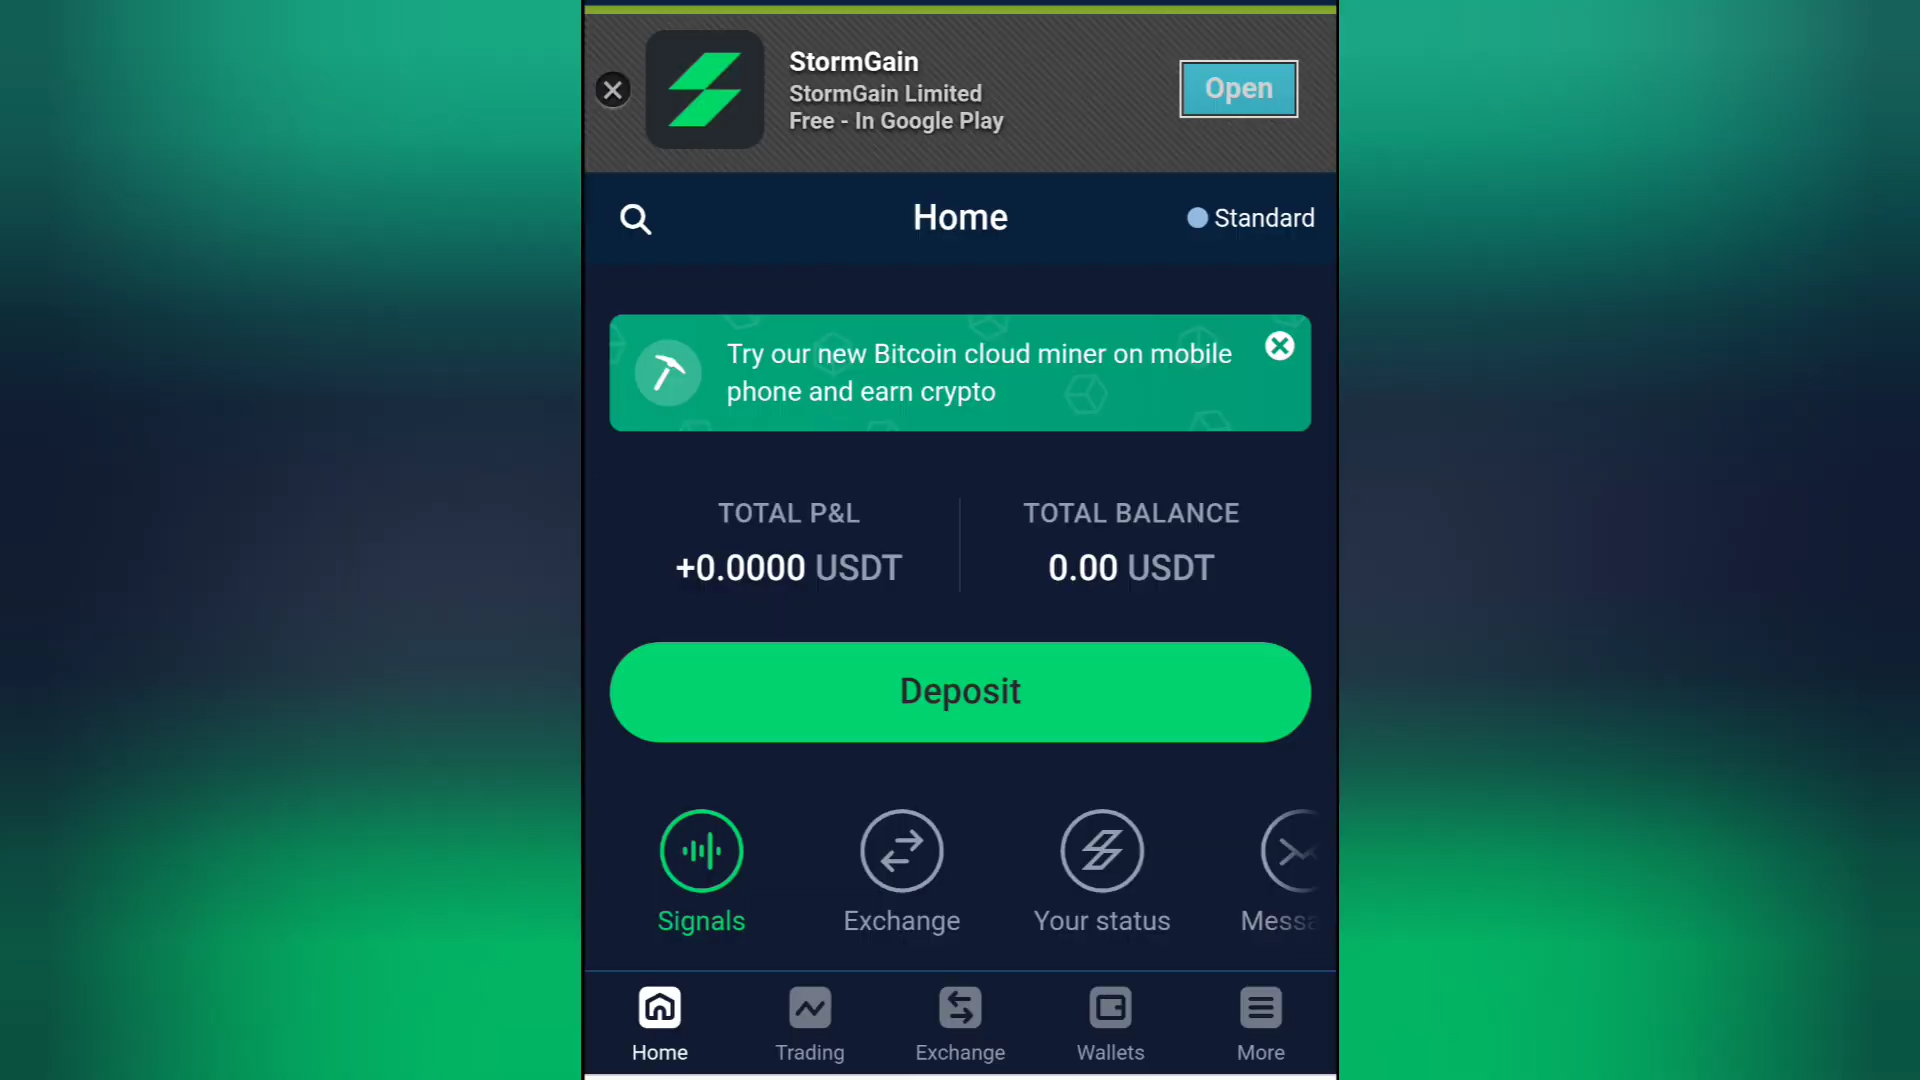 StormGain
StormGain Limited
Free - In Google Play
Open
Home
Standard
Try our new Bitcoin cloud miner on mobile
phone and earn crypto
TOTAL P&L
TOTAL BALANCE
+0.0000 USDT
0.00 USDT
Deposit
Signals
Exchange
Your status
Messa
Home
Trading
Exchange
Wallets
More